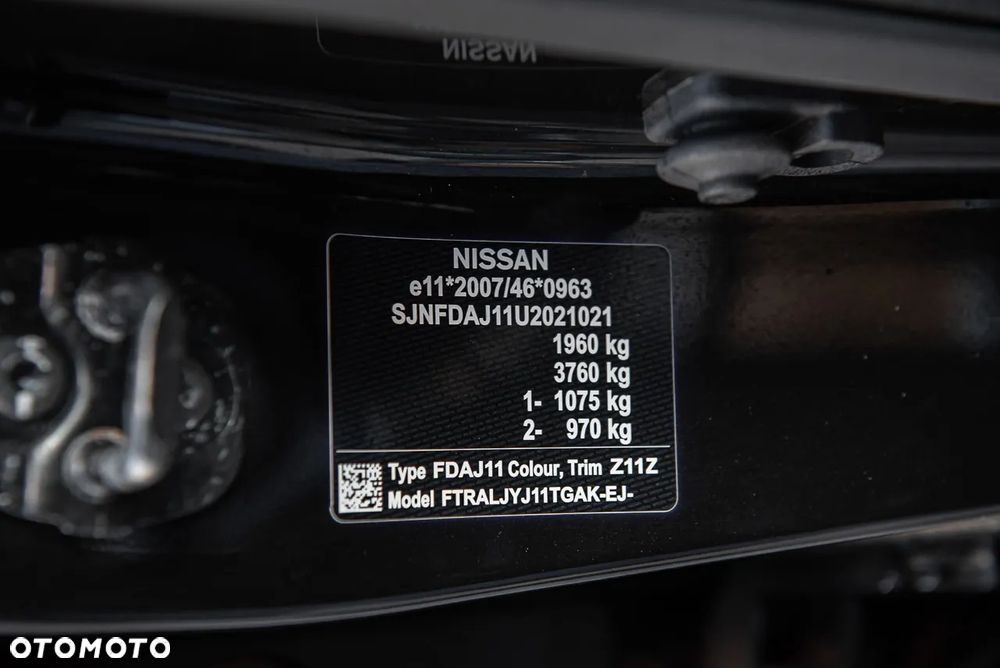 NISSAN
NISSAN
e11*2007/46*0963
SJNFDAJ11U2021021
1960 kg
3760 kg
1- 1075 kg
2- 970 kg
Type FDAJ11 Colour, Trim Z11Z
Model FTRALJYJ11TGAK-EJ-
OTOMOTO